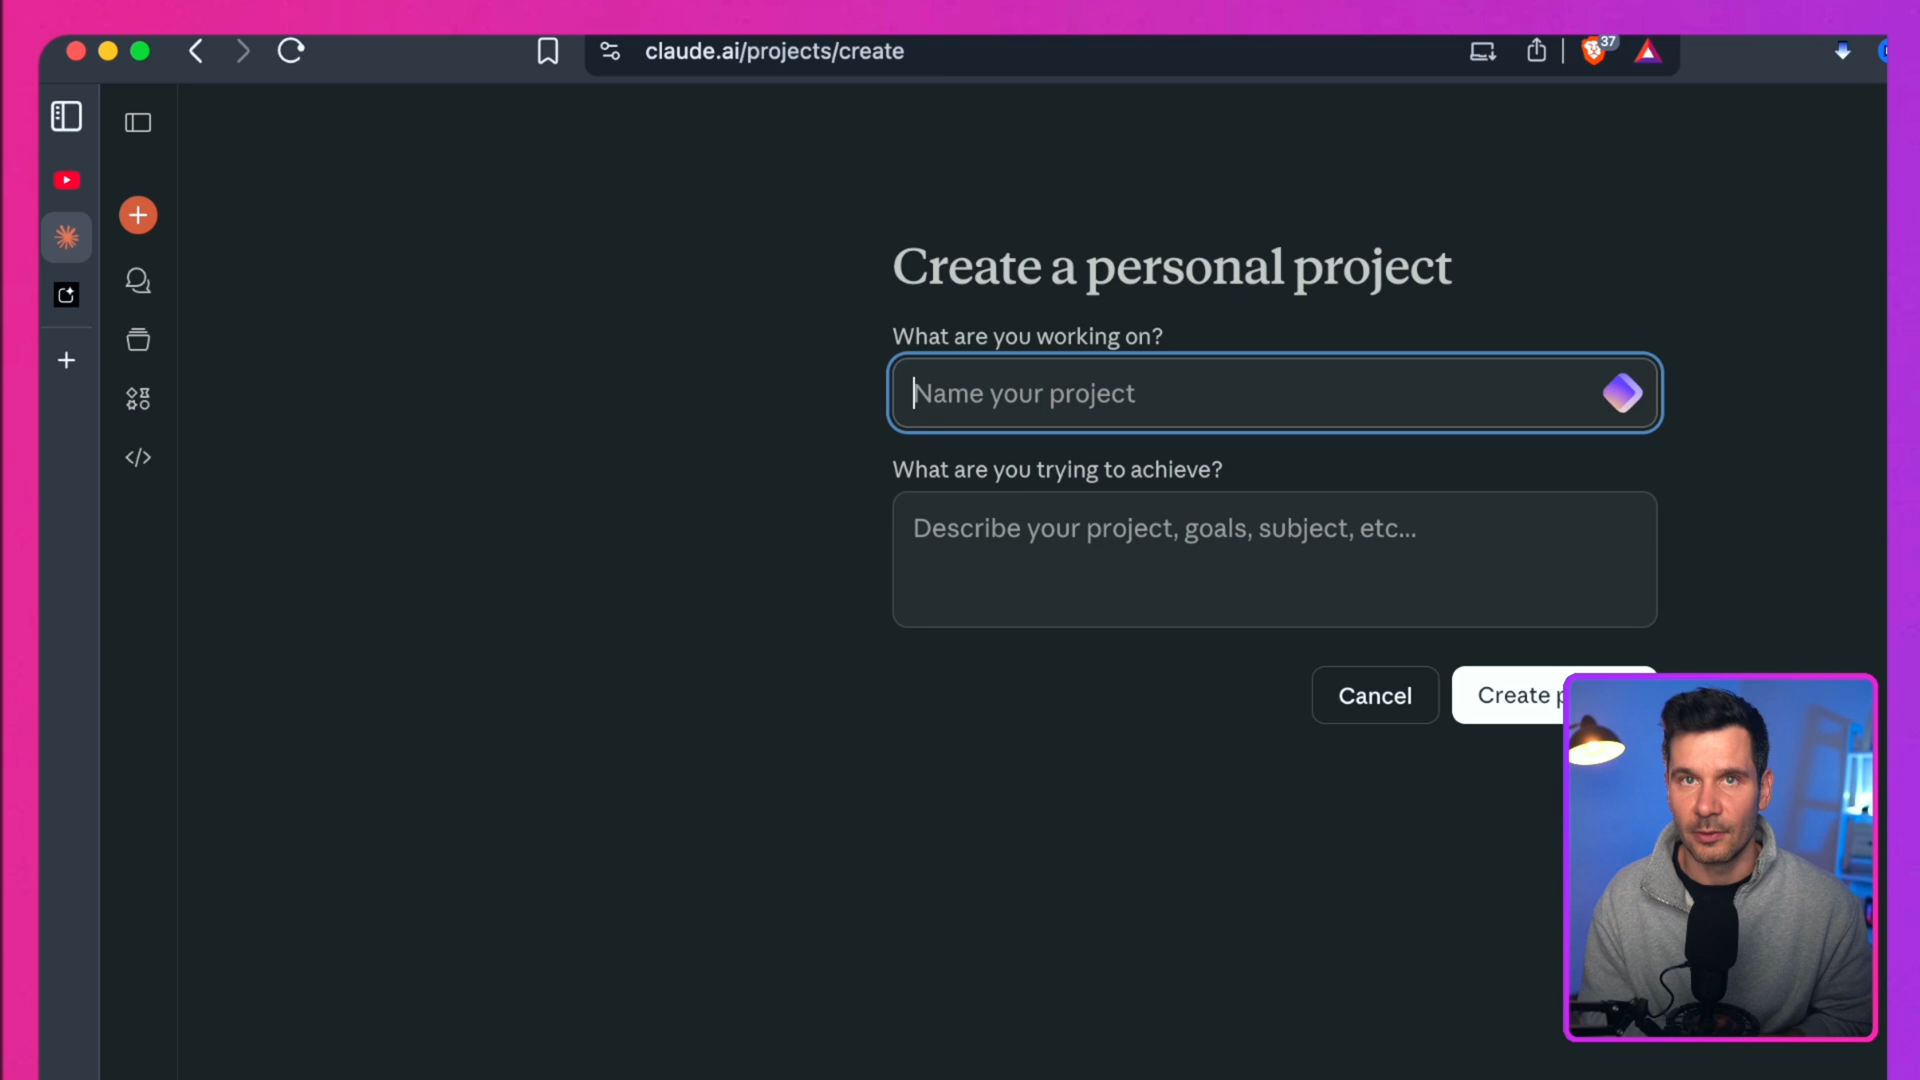 claude.ai/projects/create
37
Create a personal project
What are you working on?
Name your project
What are you trying to achieve?
Describe your project, goals, subject, etc...
Cancel
Create